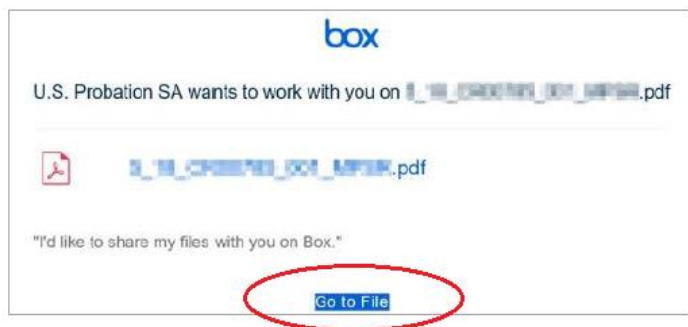 box
U.S. Probation SA wants to work with you on .pdf
.pdf
"I'd like to share my files with you on Box."
Go to File